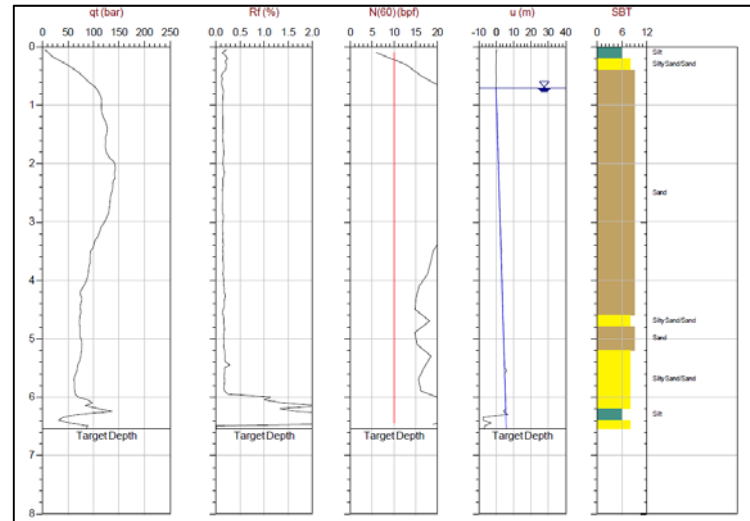 qt (bar) Rf (%) N(60) (bpf) u (m) SBT
0 50 100 150 200 250 0.0 0.5 1.0 1.5 2.0 0 5 10 15 20 -10 0 10 20 30 40 0 6 12
0
Silt
Silty Sand/Sand
1
2
Sand
3
4
Silty Sand/Sand
5
Sand
Silty Sand/Sand
6
Silt
Target Depth Target Depth Target Depth Target Depth
7
8